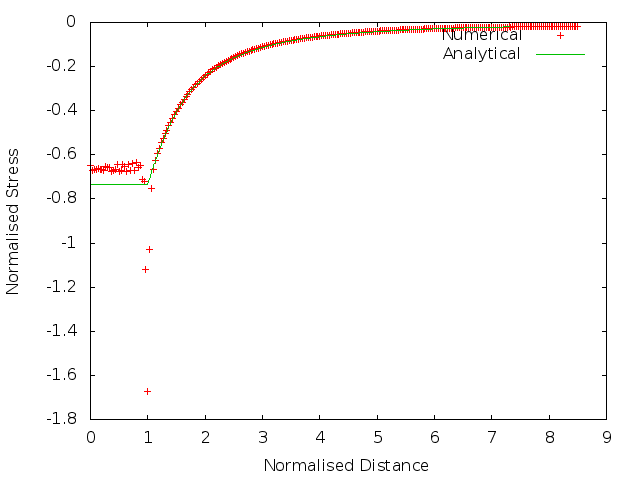 0
-0.2
-0.4
-0.6
-0.8
-1
-1.2
-1.4
-1.6
-1.8
Normalised Stress
Numerical
Analytical
0 1 2 3 4 5 6 7 8 9
Normalised Distance